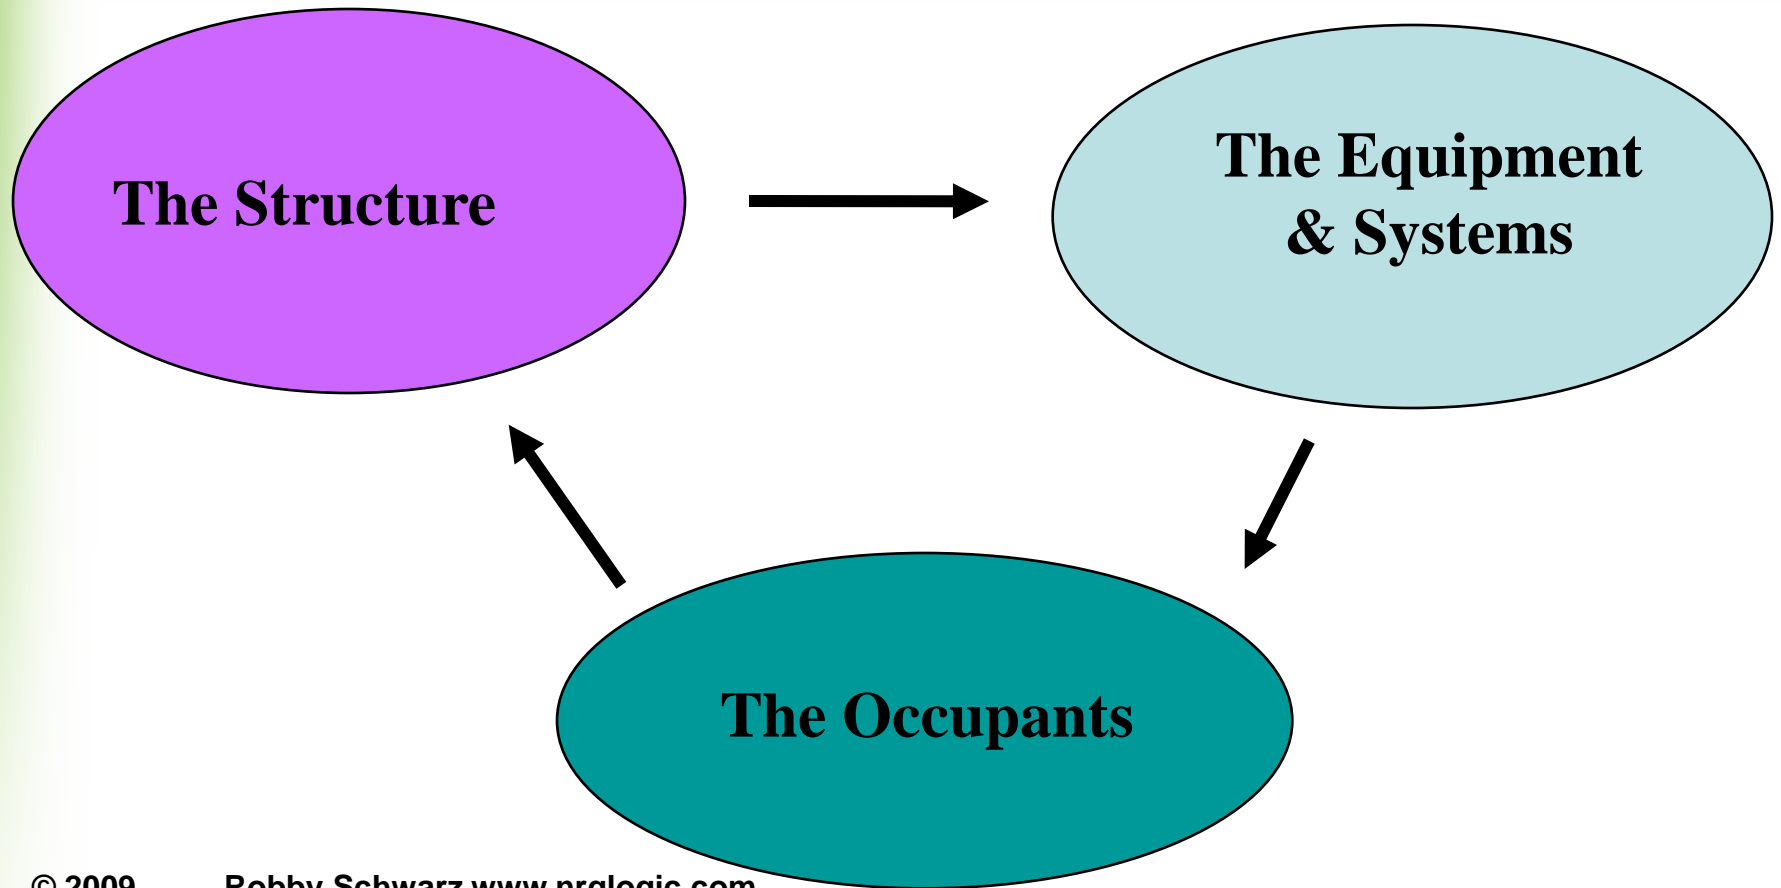 The Structure
The Equipment
& Systems
The Occupants
© 2009 Robby Schwarz www.nrglogic.com